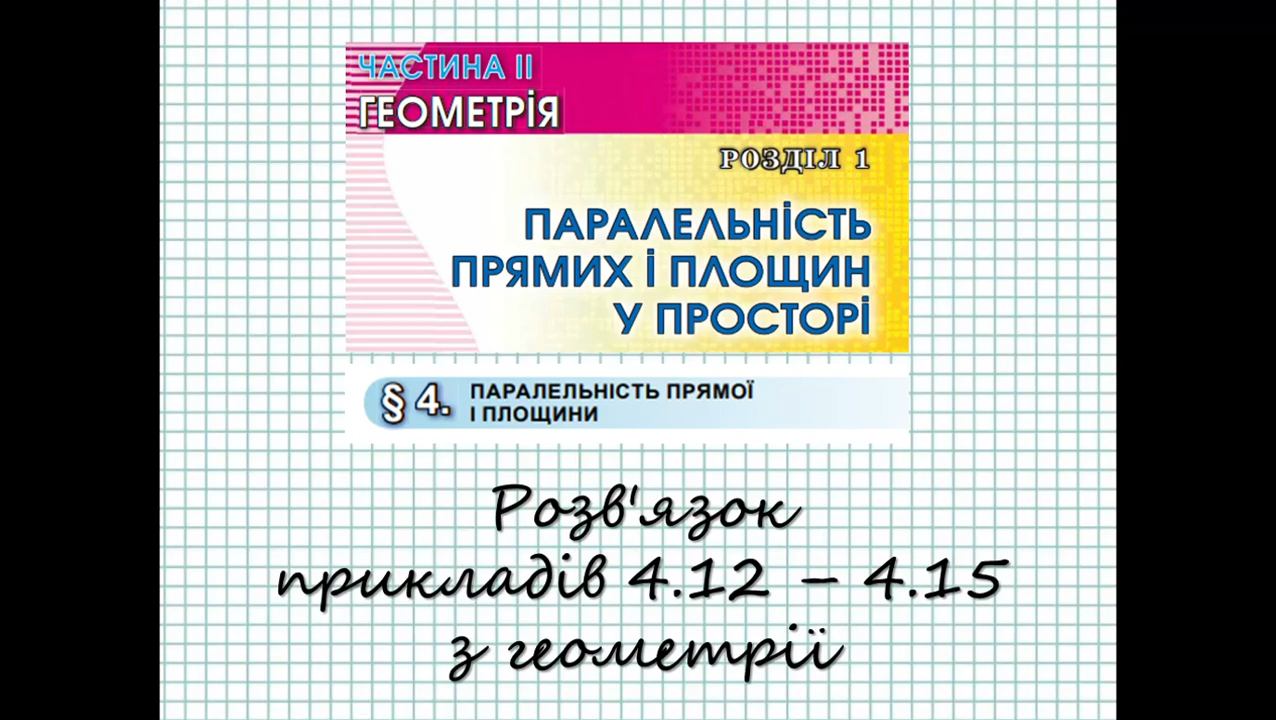 ЧАСТИНА ІІ
ГЕОМЕТРІЯ
РОЗДІЛ 1
ПАРАЛЕЛЬНІСТЬ
ПРЯМИХ І ПЛОЩИН
У ПРОСТОРІ
§ 4. ПАРАЛЕЛЬНІСТЬ ПРЯМОЇ
І ПЛОЩИНИ
Розв'язок
прикладів 4.12 – 4.15
з геометрії